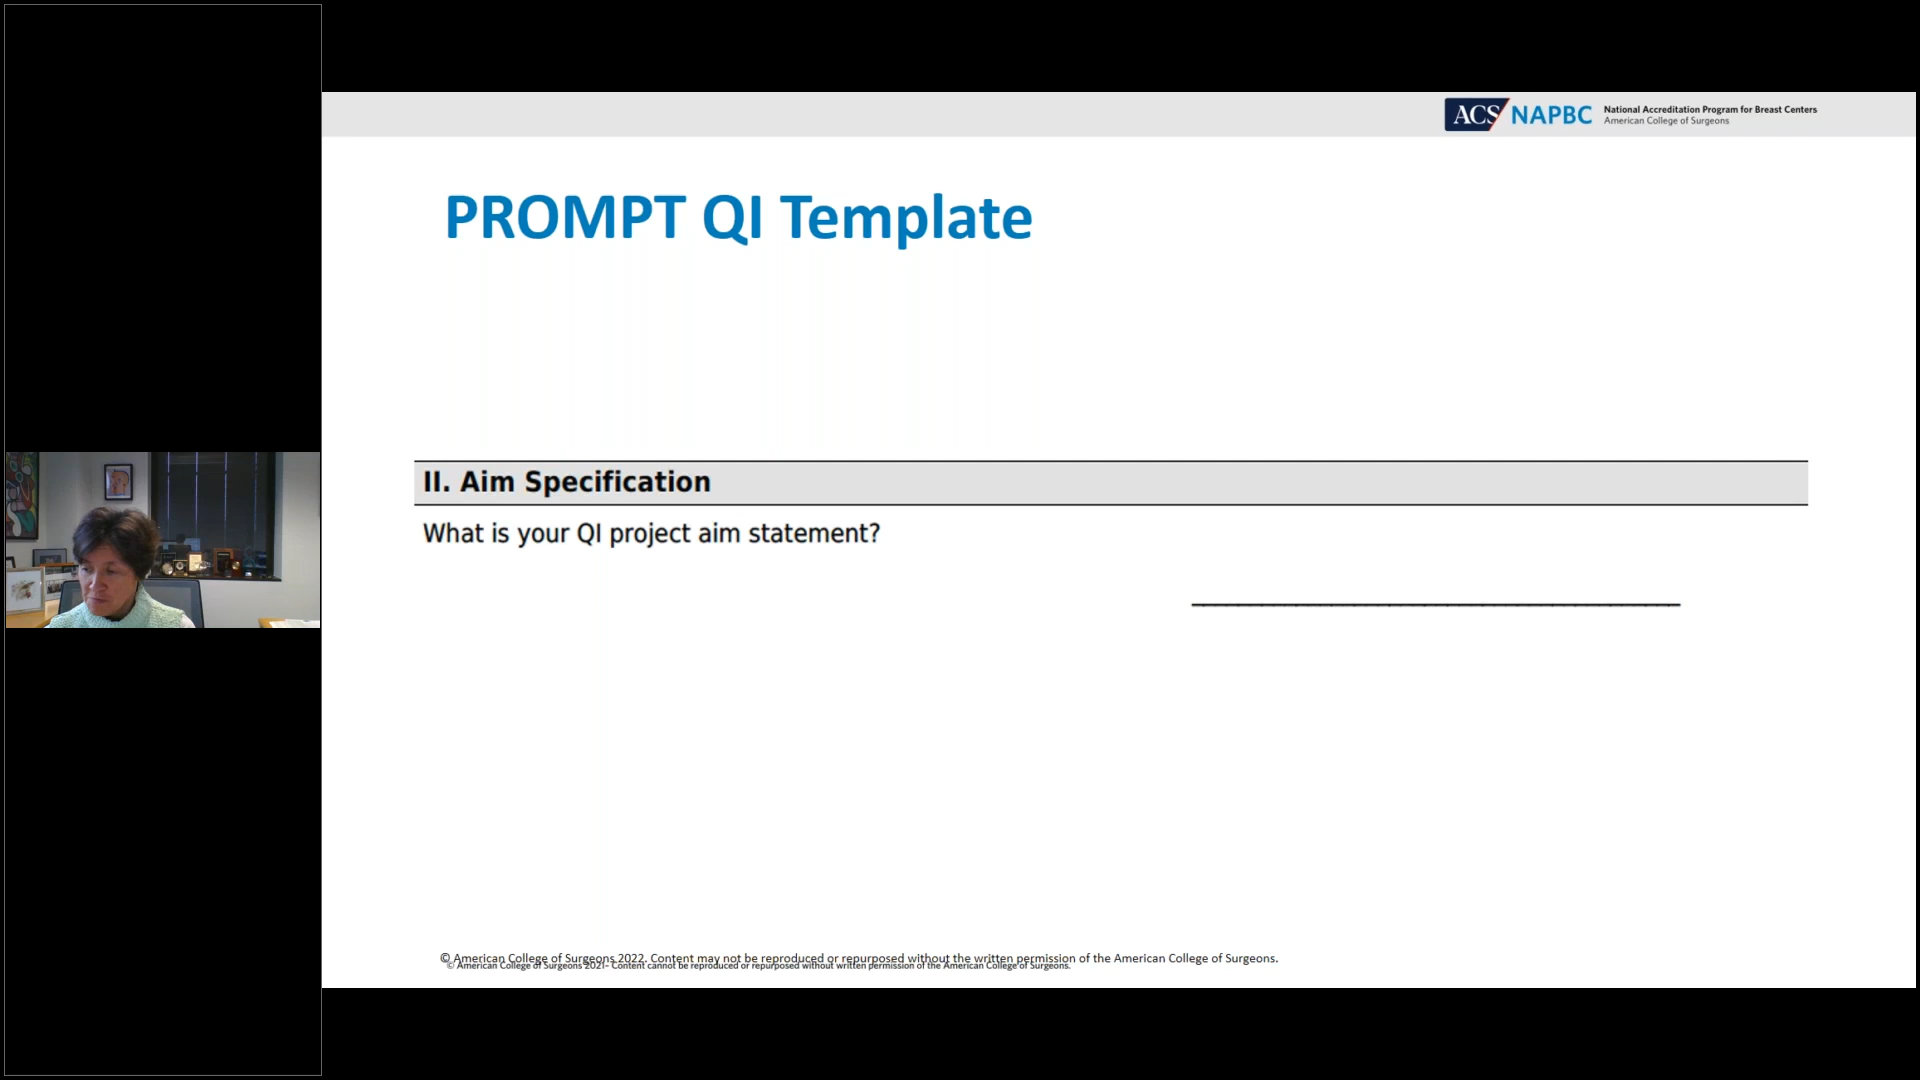 ACS NAPBC National Accreditation Program for Breast Centers
American College of Surgeons
PROMPT QI Template
II. Aim Specification
What is your QI project aim statement?
© American College of Surgeons 2022. Content may not be reproduced or repurposed without the written permission of the American College of Surgeons.
© American College of Surgeons 2021- Content cannot be reproduced or repurposed without written permission of the American College of Surgeons.